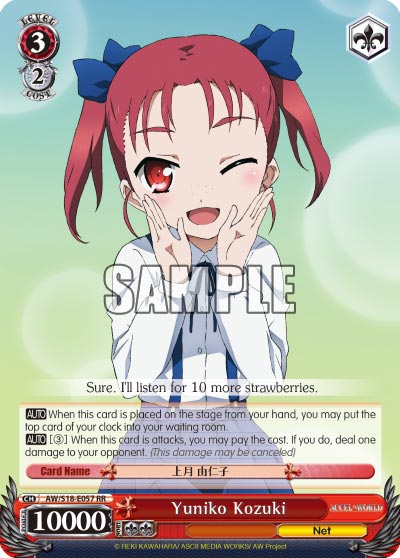 LEVEL
3
2
COST
SAMPLE
Sure. I'll listen for 10 more strawberries.
AUTO When this card is placed on the stage from your hand, you may put the
top card of your clock into your waiting room.
AUTO [③] When this card is attacks, you may pay the cost. If you do, deal one
damage to your opponent. (This damage may be canceled)
Card Name
上月 由仁子
CH AW/S18-E057 RR
Yuniko Kozuki
ACCEL WORLD
POWER
10000
SOUL
Net
© REKI KAWAHARA/ ASCII MEDIA WORKS/ AW Project